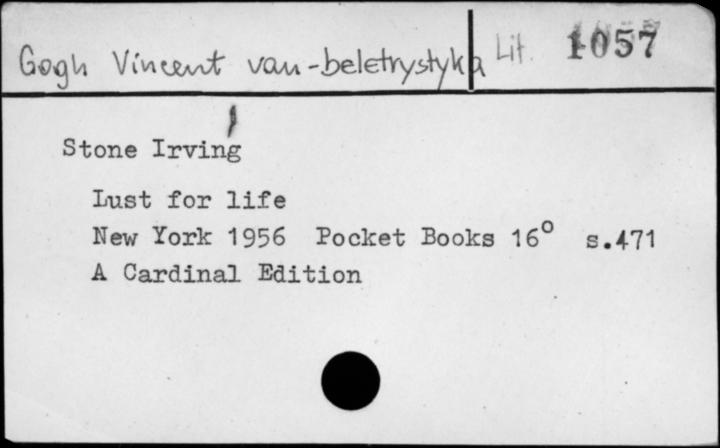 Gogh Vincent van-beletrystyka Lit. 1057
Stone Irving
Lust for life
New York 1956 Pocket Books 16° s.471
A Cardinal Edition